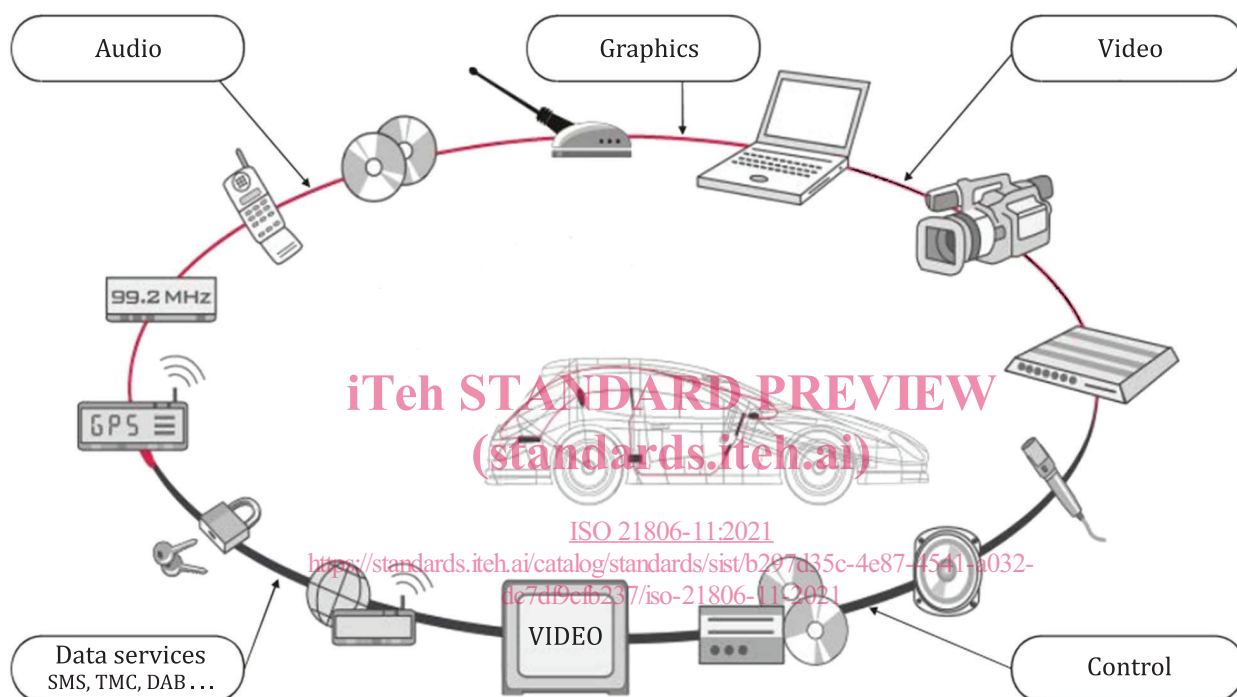 Audio
Graphics
Video
99.2 MHz
GPS
iTeh STANDARD PREVIEW
(standards.iteh.ai)
ISO 21806-11:2021
https://standards.iteh.ai/catalog/standards/sist/b297d35c-4e87-4541-a032-
dc7df9cfb237/iso-21806-11-2021
VIDEO
Data services
SMS, TMC, DAB . . .
Control